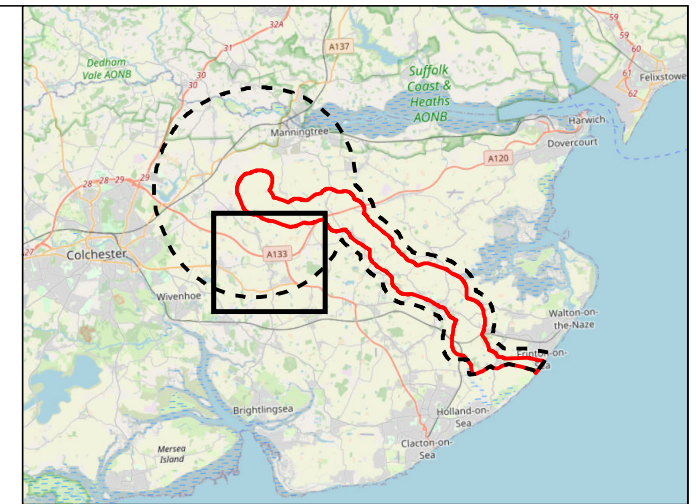 32A
59
A137
31
60
Dedham
Vale AONB
Suffolk
Coast &
Heaths
AONB
30
61
Felixstowe
30
62
Harwich
Manningtree
Dovercourt
A120
28 28 29 29
27
Colchester
A133
Wivenhoe
Walton-on-
the-Naze
Frinton-on-
Sea
Brightlingsea
Holland-on-
Sea
Clacton-on-
Sea
Mersea
Island